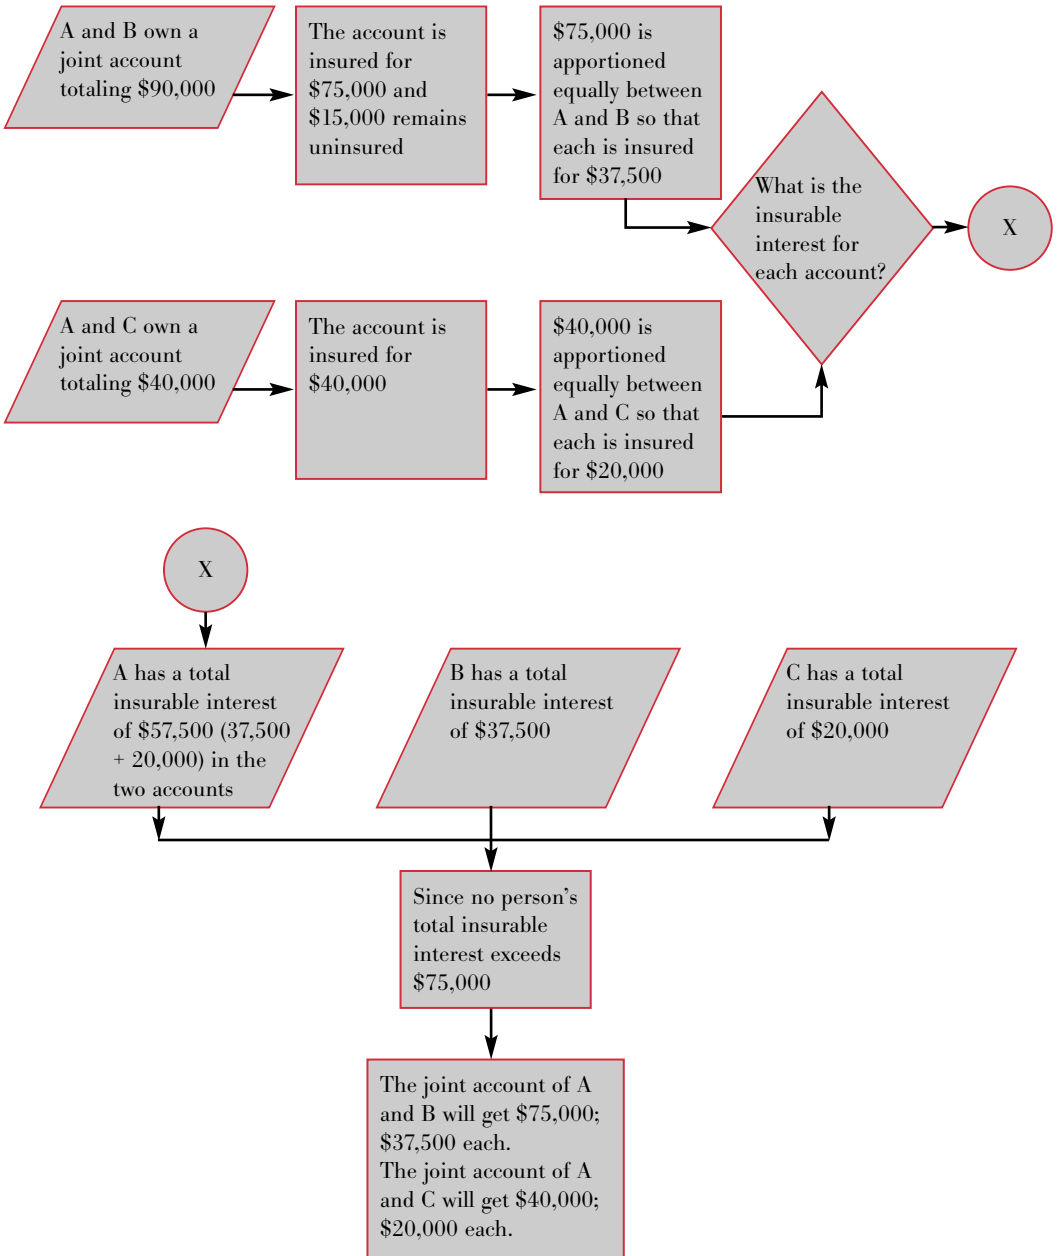 A and B own a
joint account
totaling $90,000
The account is
insured for
$75,000 and
$15,000 remains
uninsured
$75,000 is
apportioned
equally between
A and B so that
each is insured
for $37,500
What is the
insurable
interest for
each account?
X
A and C own a
joint account
totaling $40,000
The account is
insured for
$40,000
$40,000 is
apportioned
equally between
A and C so that
each is insured
for $20,000
X
A has a total
insurable interest
of $57,500 (37,500
+ 20,000) in the
two accounts
B has a total
insurable interest
of $37,500
C has a total
insurable interest
of $20,000
Since no person’s
total insurable
interest exceeds
$75,000
The joint account of A
and B will get $75,000;
$37,500 each.
The joint account of A
and C will get $40,000;
$20,000 each.